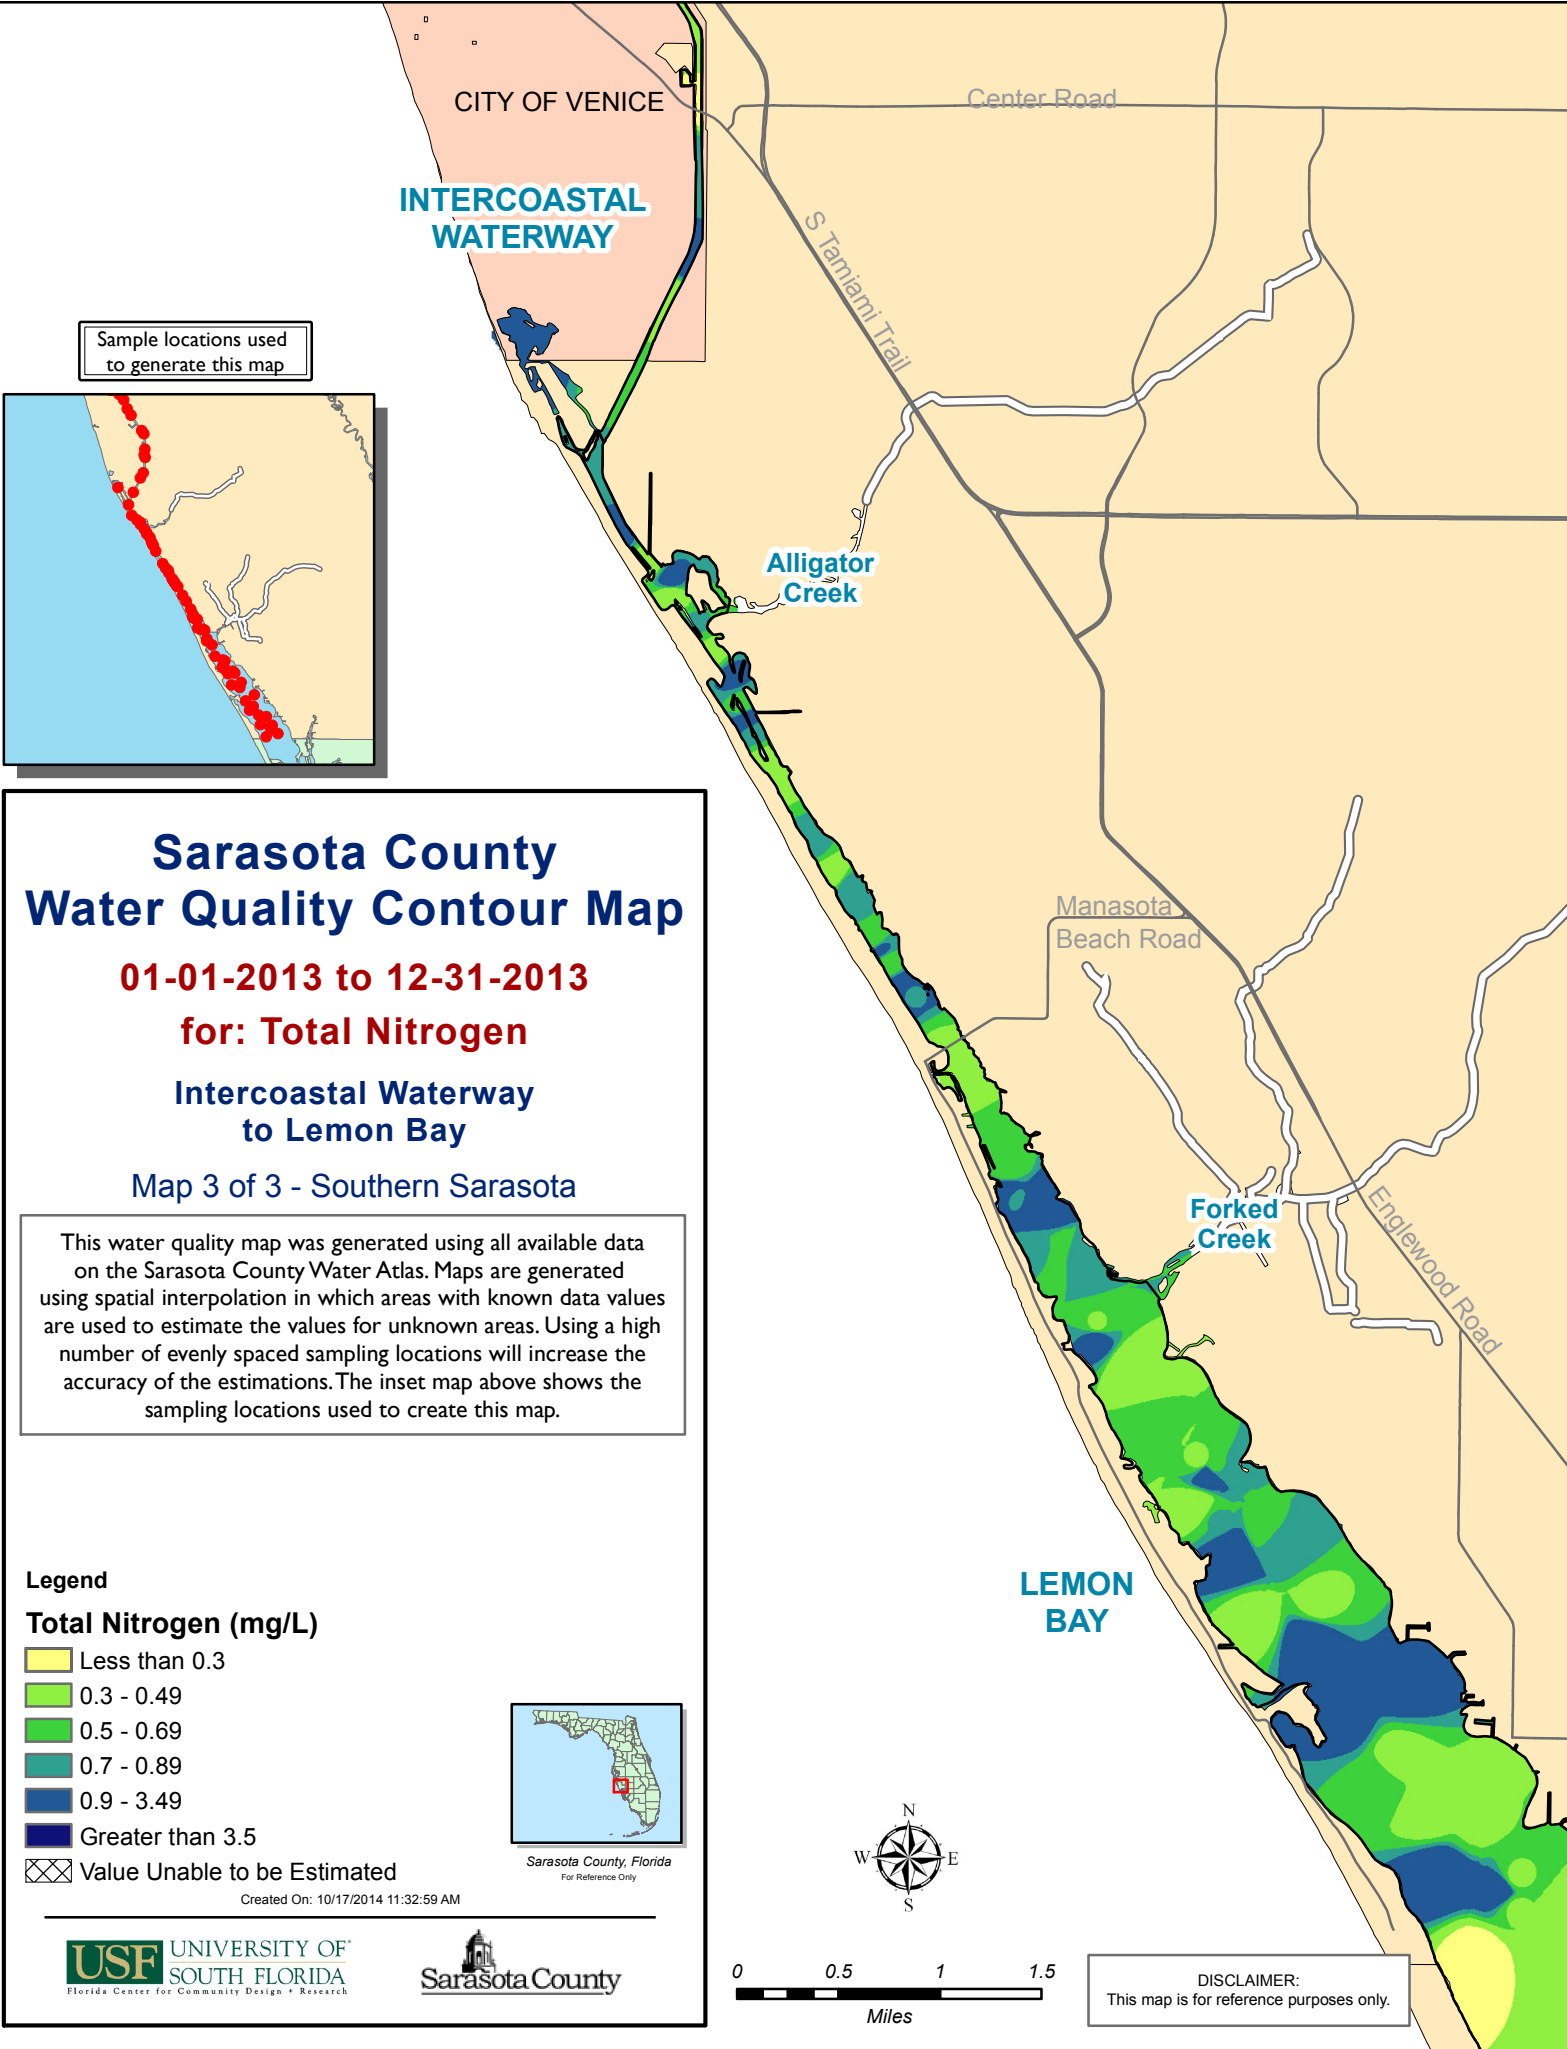 CITY OF VENICE
Center Road
INTERCOASTAL
WATERWAY
S Tamiami Trail
Sample locations used
to generate this map
Alligator
Creek
Sarasota County
Water Quality Contour Map
01-01-2013 to 12-31-2013
for: Total Nitrogen
Intercoastal Waterway
to Lemon Bay
Map 3 of 3 - Southern Sarasota
This water quality map was generated using all available data
on the Sarasota County Water Atlas. Maps are generated
using spatial interpolation in which areas with known data values
are used to estimate the values for unknown areas. Using a high
number of evenly spaced sampling locations will increase the
accuracy of the estimations. The inset map above shows the
sampling locations used to create this map.
Manasota
Beach Road
Forked
Creek
Englewood Road
LEMON
BAY
Legend
Total Nitrogen (mg/L)
Less than 0.3
0.3 - 0.49
0.5 - 0.69
0.7 - 0.89
0.9 - 3.49
Greater than 3.5
Value Unable to be Estimated
Sarasota County, Florida
For Reference Only
Created On: 10/17/2014 11:32:59 AM
USF UNIVERSITY OF
SOUTH FLORIDA
Florida Center for Community Design + Research
Sarasota County
N
W E
S
0 0.5 1 1.5
Miles
DISCLAIMER:
This map is for reference purposes only.